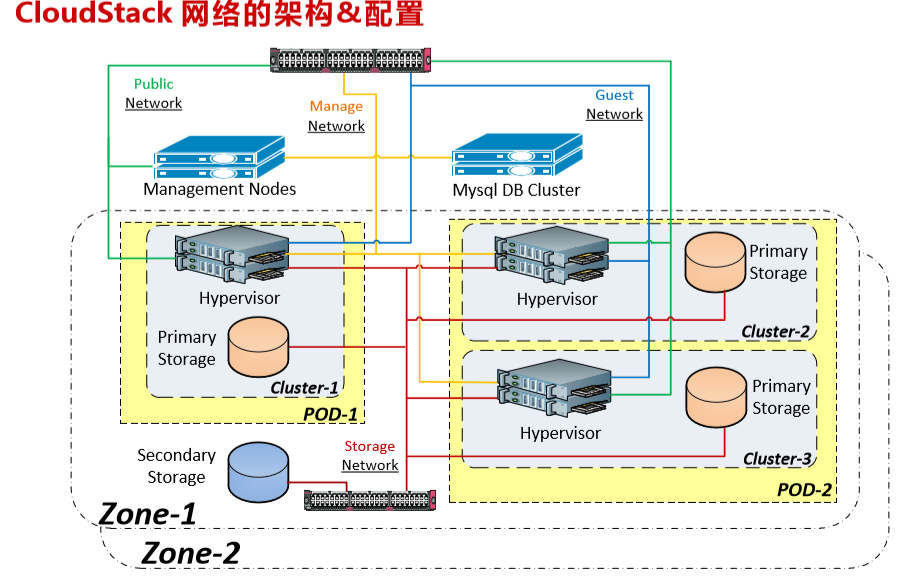 CloudStack 网络的架构&配置
Public
Network
Manage
Network
Guest
Network
Management Nodes
Mysql DB Cluster
Hypervisor
Primary
Storage
Cluster-1
POD-1
Hypervisor
Primary
Storage
Cluster-2
Hypervisor
Primary
Storage
Cluster-3
POD-2
Secondary
Storage
Storage
Network
Zone-1
Zone-2